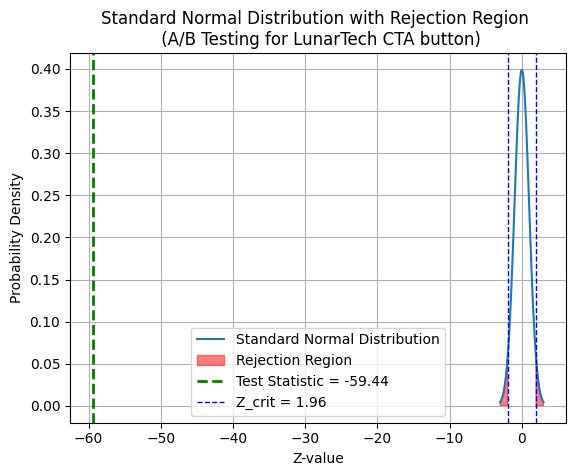 Standard Normal Distribution with Rejection Region
(A/B Testing for LunarTech CTA button)
Probability Density
0.40
0.35
0.30
0.25
0.20
0.15
0.10
0.05
0.00
Standard Normal Distribution
Rejection Region
Test Statistic = -59.44
Z_crit = 1.96
−60 −50 −40 −30 −20 −10 0
Z-value